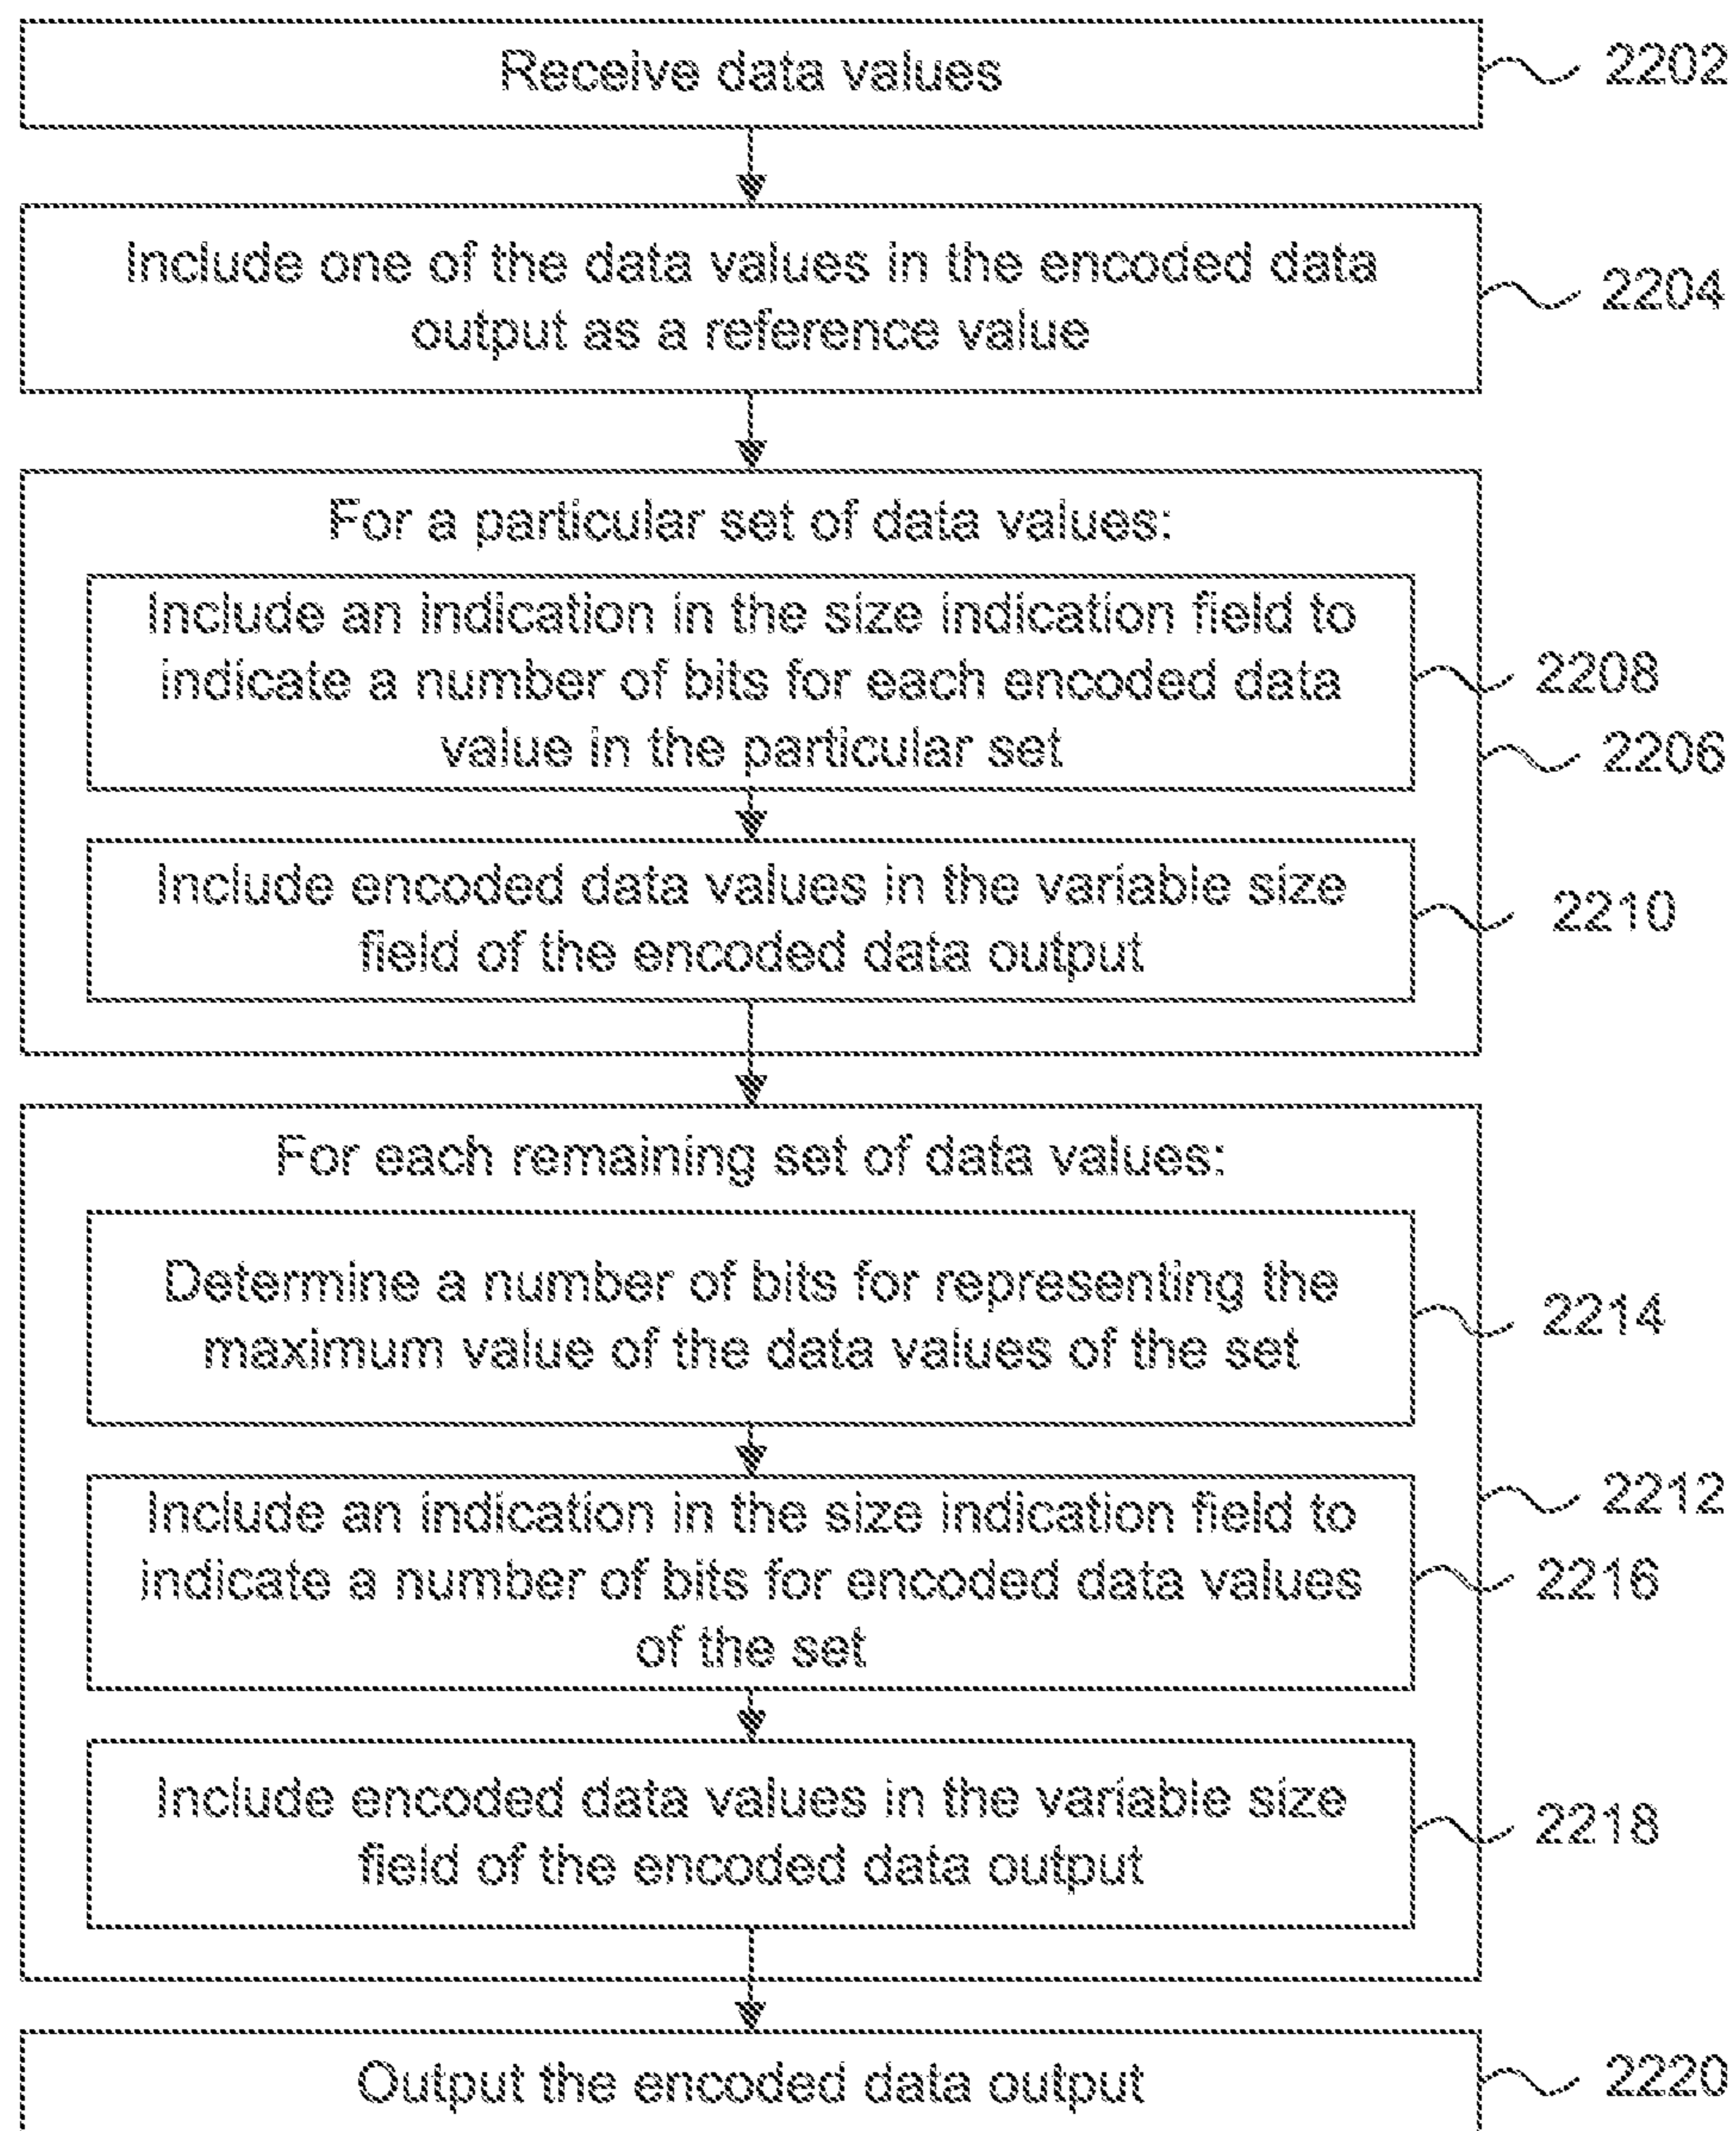 Receive data values
2202
Include one of the data values in the encoded data
output as a reference value
2204
For a particular set of data values:
Include an indication in the size indication field to
indicate a number of bits for each encoded data
value in the particular set
2208
2206
Include encoded data values in the variable size
field of the encoded data output
2210
For each remaining set of data values:
Determine a number of bits for representing the
maximum value of the data values of the set
2214
2212
Include an indication in the size indication field to
indicate a number of bits for encoded data values
of the set
2216
Include encoded data values in the variable size
field of the encoded data output
2218
Output the encoded data output
2220